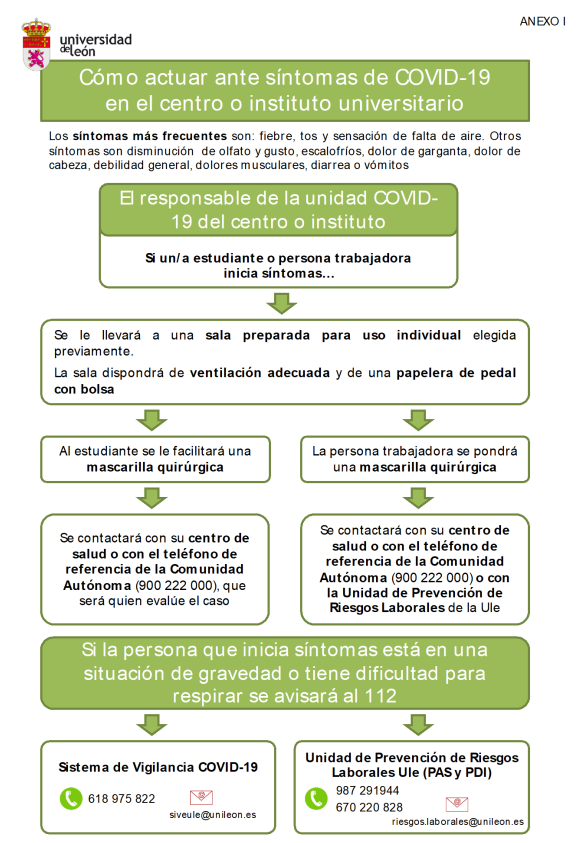 ANEXO I
universidad
de león
Cómo actuar ante síntomas de COVID-19
en el centro o instituto universitario
Los síntomas más frecuentes son: fiebre, tos y sensación de falta de aire. Otros
síntomas son disminución de olfato y gusto, escalofríos, dolor de garganta, dolor de
cabeza, debilidad general, dolores musculares, diarrea o vómitos
El responsable de la unidad COVID-
19 del centro o instituto
Si un/a estudiante o persona trabajadora
inicia síntomas...
Se le llevará a una sala preparada para uso individual elegida
previamente.
La sala dispondrá de ventilación adecuada y de una papelera de pedal
con bolsa
Al estudiante se le facilitará una
mascarilla quirúrgica
La persona trabajadora se pondrá
una mascarilla quirúrgica
Se contactará con su centro de
salud o con el teléfono de
referencia de la Comunidad
Autónoma (900 222 000), que
será quien evalúe el caso
Se contactará con su centro de
salud o con el teléfono de
referencia de la Comunidad
Autónoma (900 222 000) o con
la Unidad de Prevención de
Riesgos Laborales de la Ule
Si la persona que inicia síntomas está en una
situación de gravedad o tiene dificultad para
respirar se avisará al 112
Sistema de Vigilancia COVID-19
618 975 822
siveule@unileon.es
Unidad de Prevención de Riesgos
Laborales Ule (PAS y PDI)
987 291944
670 220 828
riesgos.laborales@unileon.es